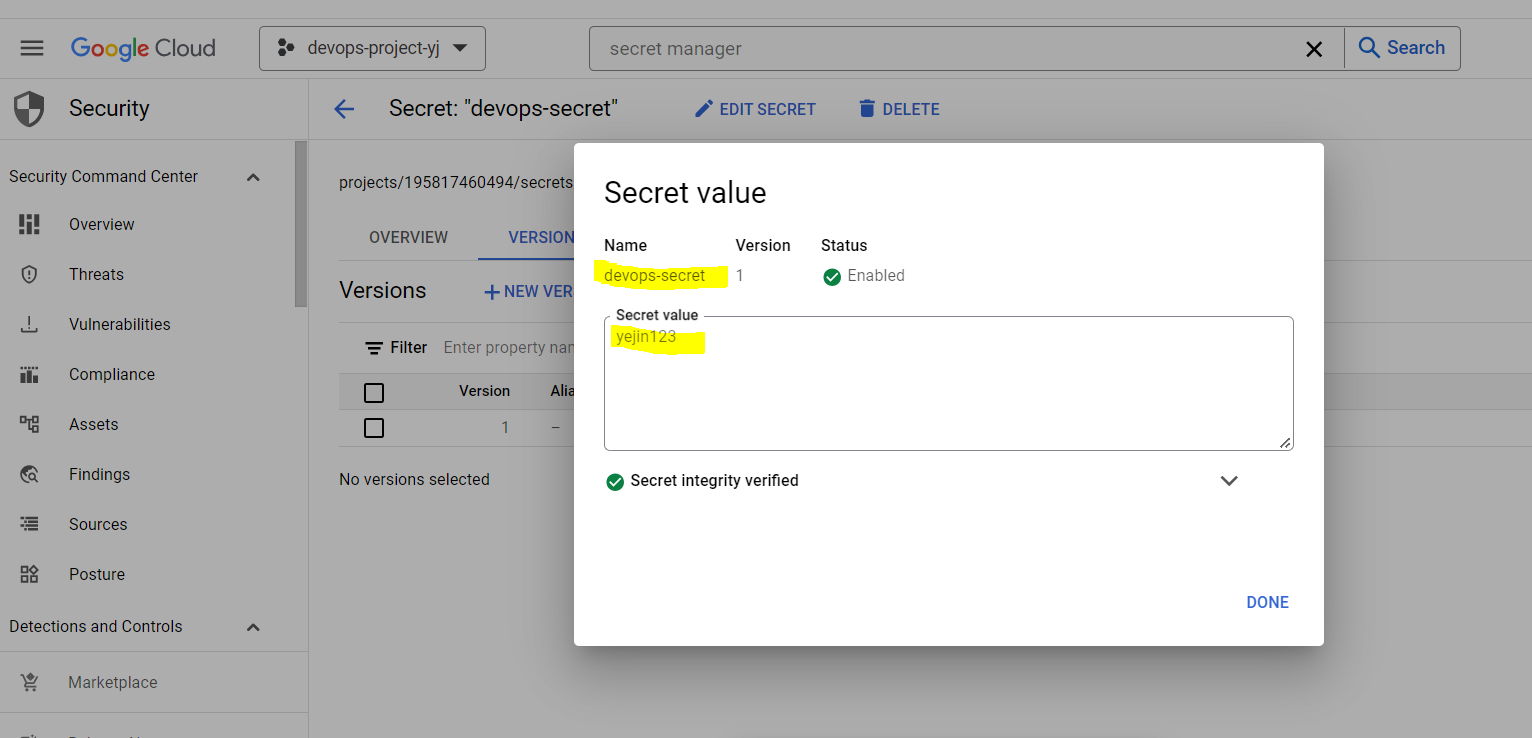 Google Cloud
devops-project-yj
secret manager
Search
Security
Secret: "devops-secret"
EDIT SECRET
DELETE
Security Command Center
Overview
Threats
Vulnerabilities
Compliance
Assets
Findings
Sources
Posture
Detections and Controls
Marketplace
projects/195817460494/secrets
OVERVIEW
VERSION
Versions
NEW VER
Filter
Enter property nam
Version
Alia
1
–
No versions selected
Secret value
Name
Version
Status
devops-secret
1
Enabled
Secret value
yejin123
Secret integrity verified
DONE